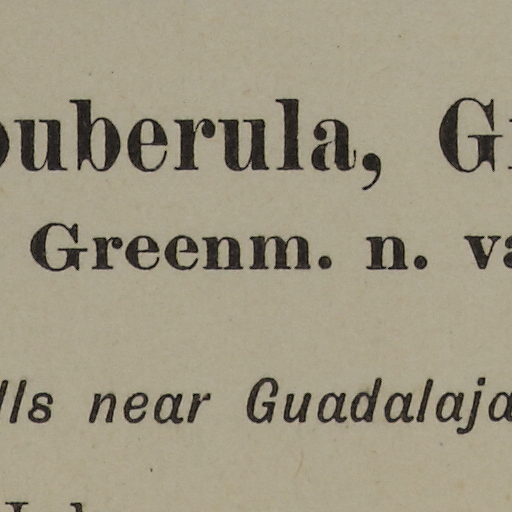 puberula, G
Greenm. n. va
lls near Guadalaja